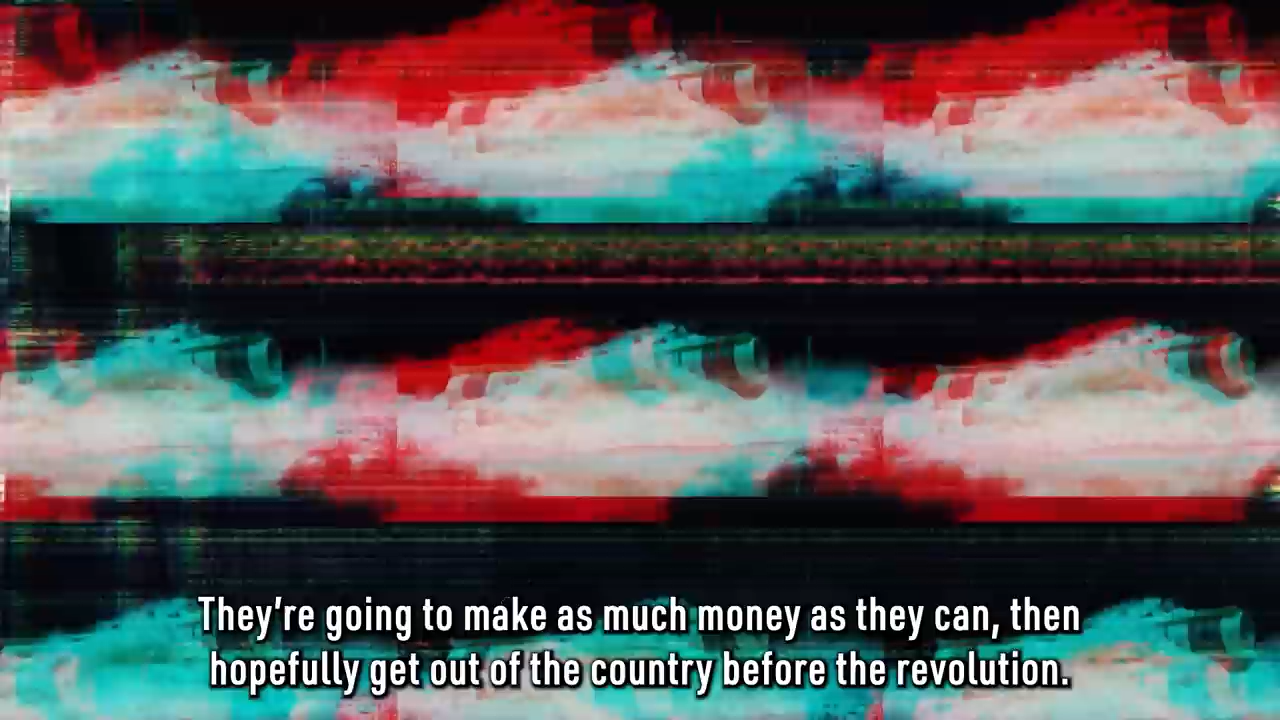 They're going to make as much money as they can, then
hopefully get out of the country before the revolution.